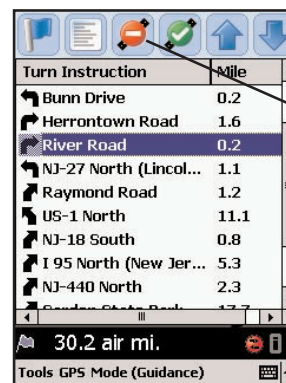 Turn Instruction Mile
Bunn Drive 0.2
Herrontown Road 1.6
River Road 0.2
NJ-27 North (Lincol... 1.1
Raymond Road 1.2
US-1 North 11.1
NJ-18 South 0.8
I 95 North (New Jer... 5.3
NJ-440 North 2.3
30.2 air mi.
Tools GPS Mode (Guidance)